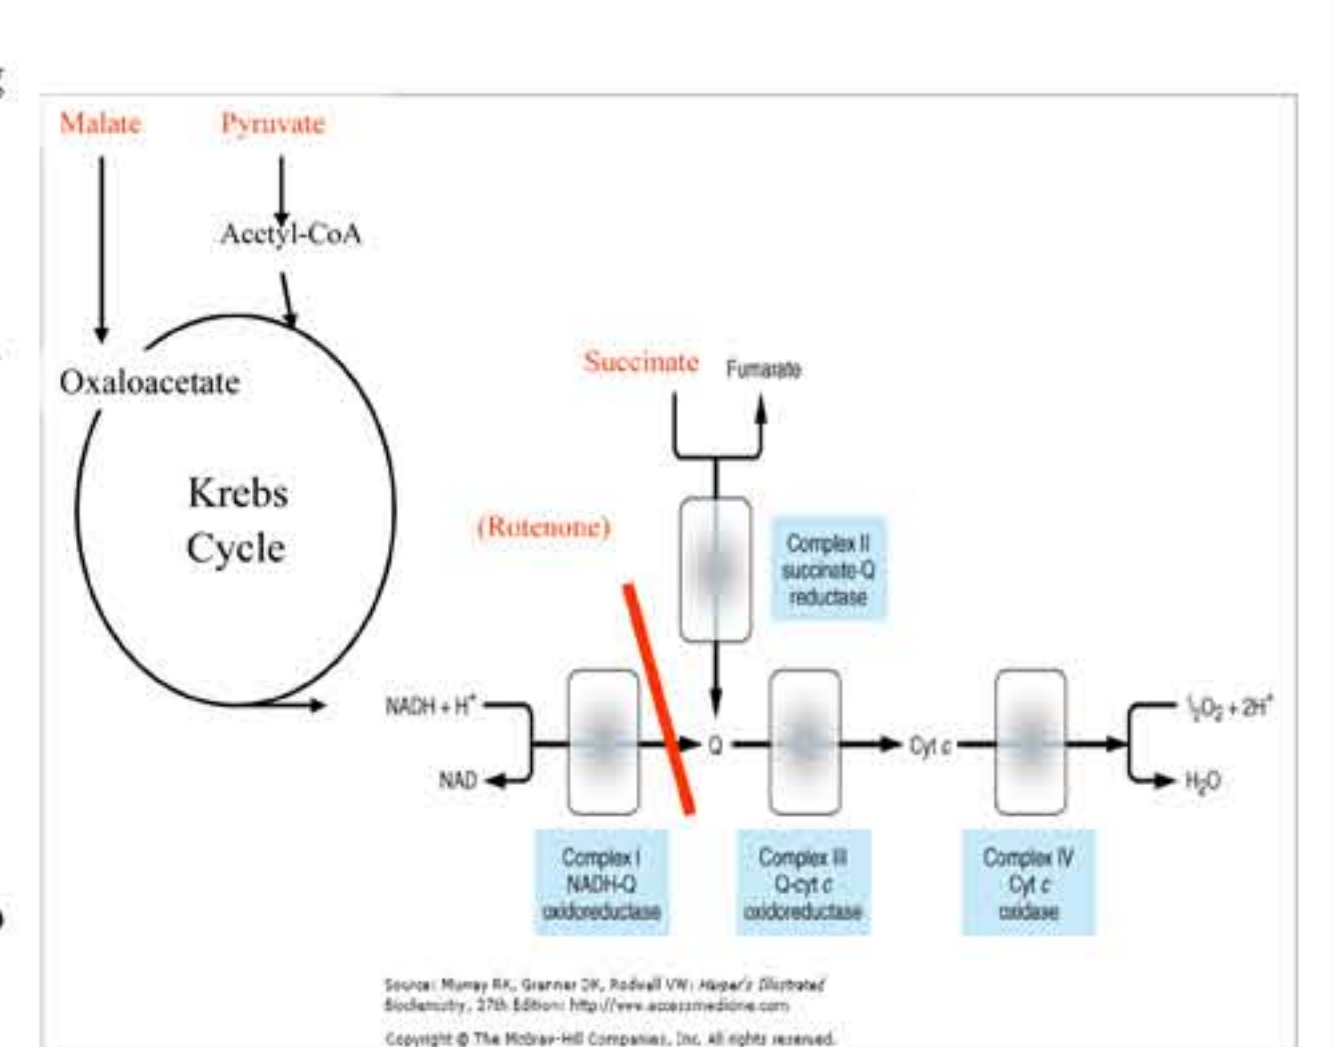 Malate
Pyruvate
Acetyl-CoA
Oxaloacetate
Krebs
Cycle
Succinate
Fumarate
(Rotenone)
Complex II
succinate-Q
reductase
NADH + H⁺
NAD
Q
Cyt c
½O₂ + 2H⁺
H₂O
Complex I
NADH-Q
oxidoreductase
Complex III
Q-cyt c
oxidoreductase
Complex IV
Cyt c
oxidase
Source: Murray RK, Granner DK, Rodwell VW: Harper's Illustrated
Biochemistry, 27th Edition: http://www.accessmedicine.com
Copyright © The McGraw-Hill Companies, Inc. All rights reserved.